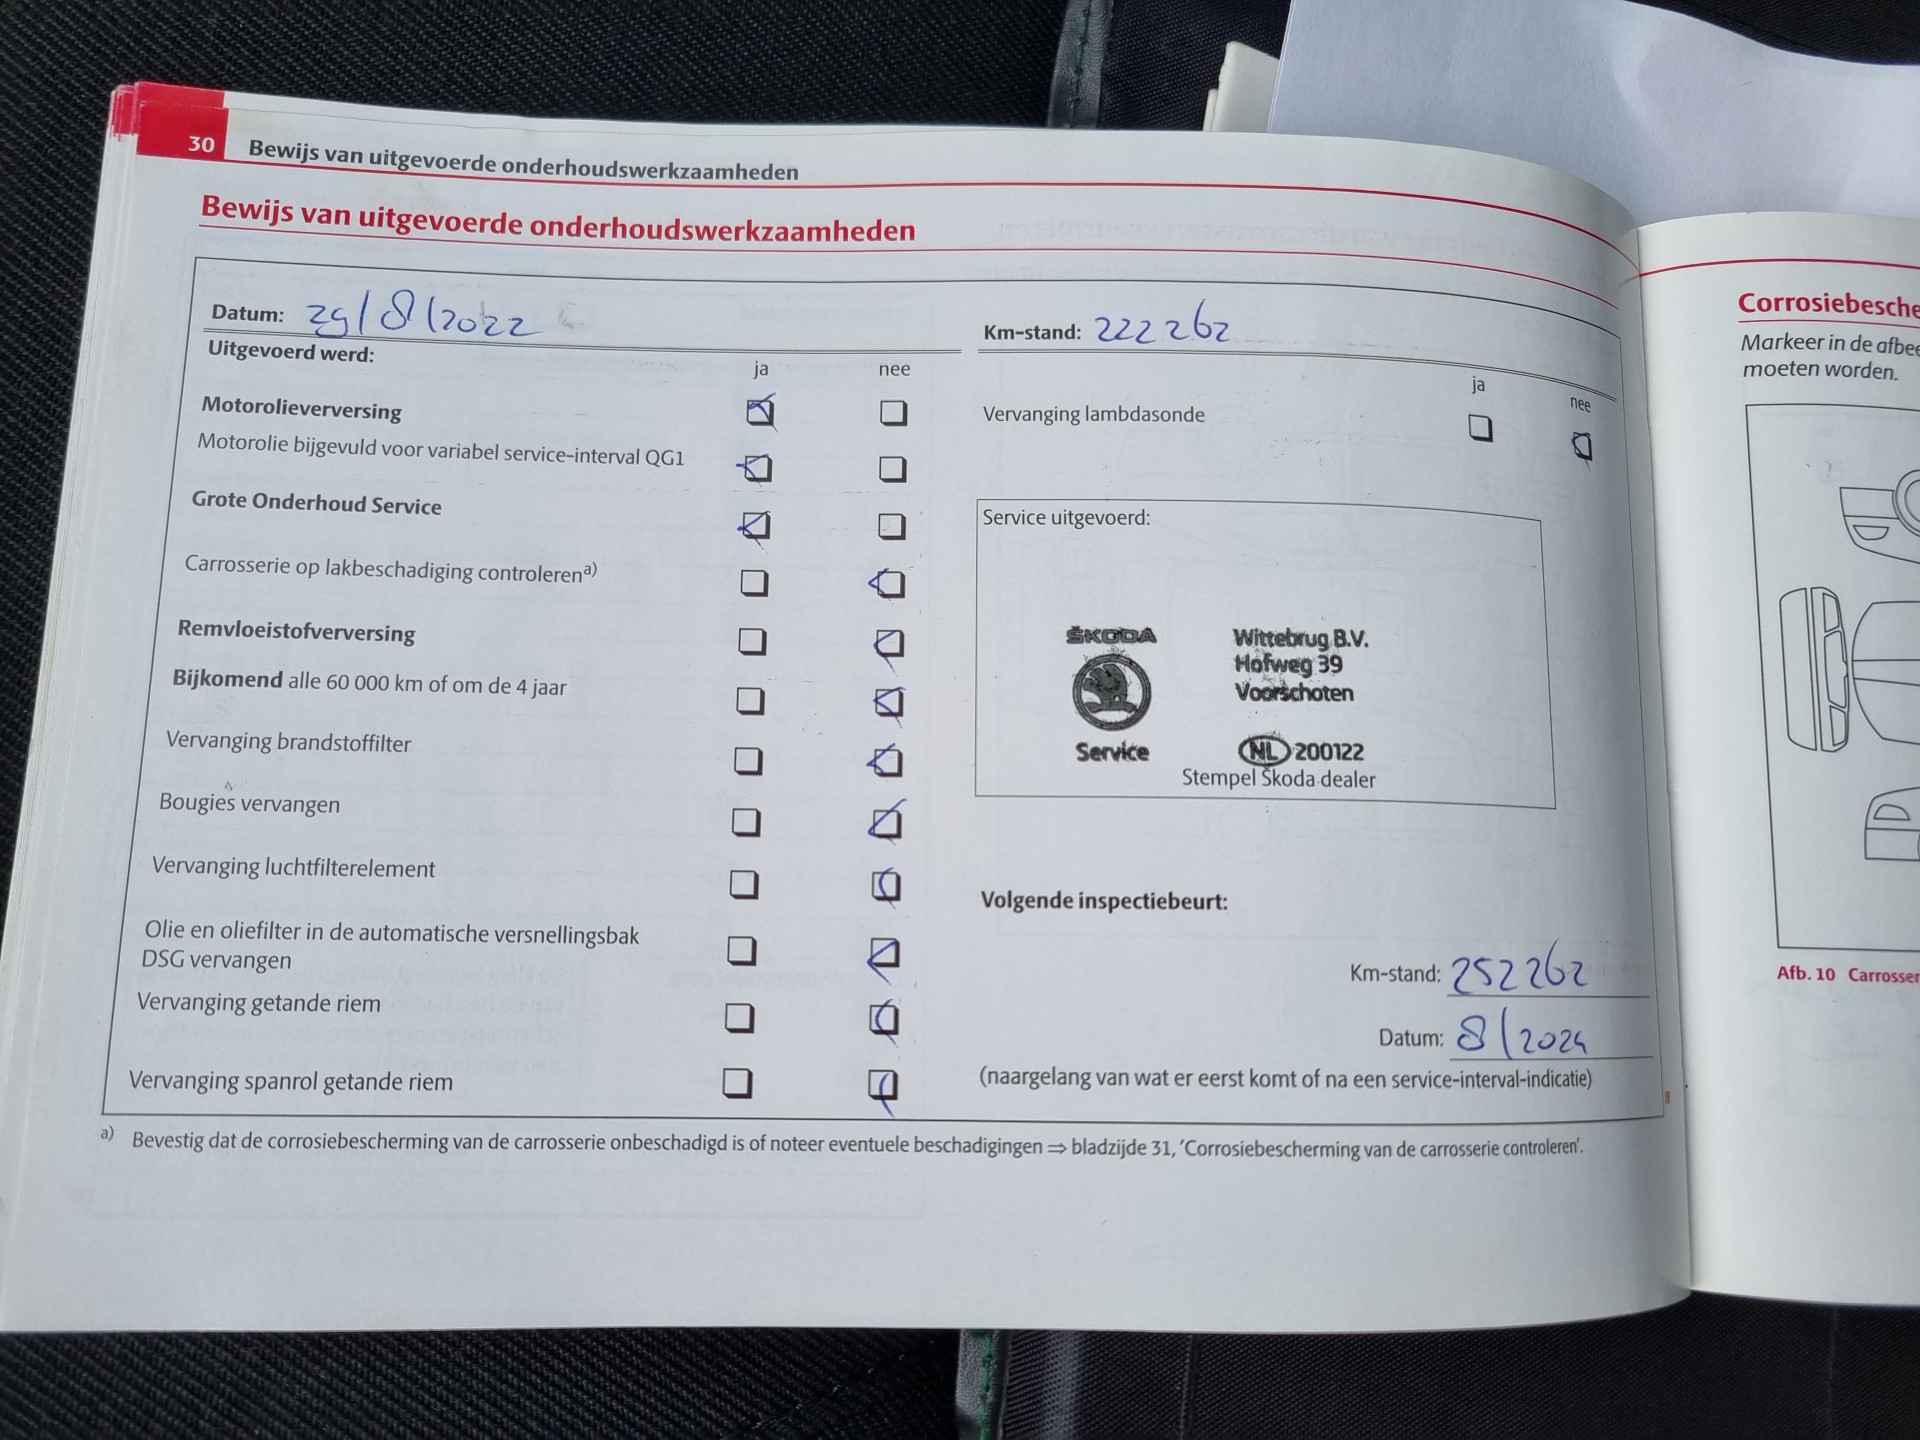 30 Bewijs van uitgevoerde onderhoudswerkzaamheden
Bewijs van uitgevoerde onderhoudswerkzaamheden
Datum: 29/8/2022
Uitgevoerd werd:
ja nee
Motorolieverversing
Motorolie bijgevuld voor variabel service-interval QG1
Grote Onderhoud Service
Carrosserie op lakbeschadiging controleren a)
Remvloeistofverversing
Bijkomend alle 60 000 km of om de 4 jaar
Vervanging brandstoffilter
Bougies vervangen
Vervanging luchtfilterelement
Olie en oliefilter in de automatische versnellingsbak
DSG vervangen
Vervanging getande riem
Vervanging spanrol getande riem
Km-stand: 222262
ja nee
Vervanging lambdasonde
Service uitgevoerd:
ŠKODA
Service
Wittebrug B.V.
Hofweg 39
Voorschoten
NL 200122
Stempel Škoda dealer
Volgende inspectiebeurt:
Km-stand: 252262
Datum: 8/2024
(naargelang van wat er eerst komt of na een service-interval-indicatie)
a) Bevestig dat de corrosiebescherming van de carrosserie onbeschadigd is of noteer eventuele beschadigingen ⇒ bladzijde 31, 'Corrosiebescherming van de carrosserie controleren'.
Corrosiebesche
Markeer in de afbee
moeten worden.
Afb. 10 Carrosser